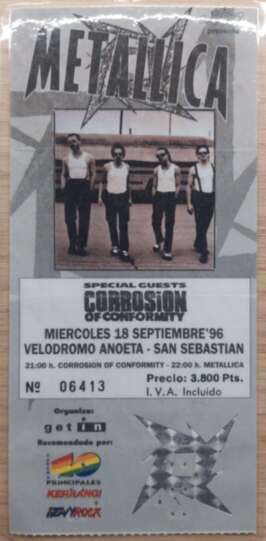 METALLICA
SPECIAL GUESTS
CORROSION
OF CONFORMITY
MIERCOLES 18 SEPTIEMBRE'96
VELODROMO ANOETA - SAN SEBASTIAN
21:00 h. CORROSION OF CONFORMITY - 22:00 h. METALLICA
Nº 06413
Precio: 3.800 Pts.
I.V.A. Incluido
Organiza:
get in
Recomendado por:
40
PRINCIPALES
KERRANG!
HEAVY ROCK